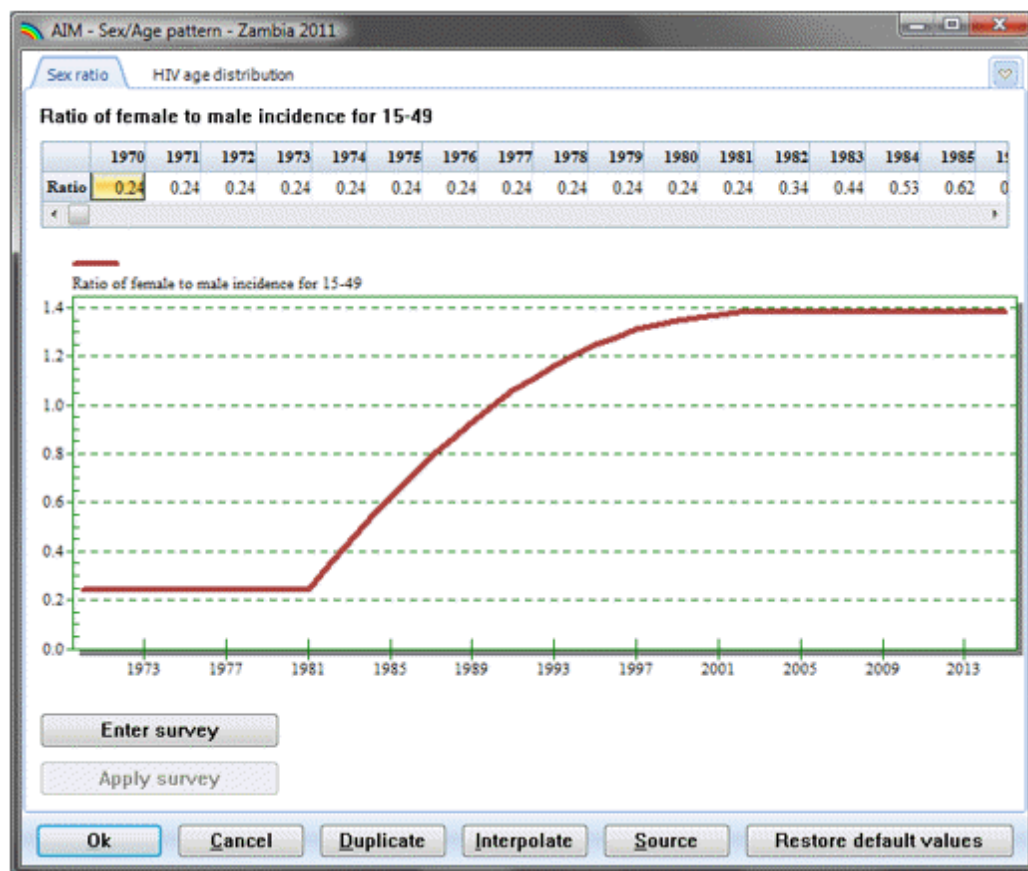 AIM - Sex/Age pattern - Zambia 2011
Sex ratio HIV age distribution
Ratio of female to male incidence for 15-49
1970 1971 1972 1973 1974 1975 1976 1977 1978 1979 1980 1981 1982 1983 1984 1985
Ratio 0.24 0.24 0.24 0.24 0.24 0.24 0.24 0.24 0.24 0.24 0.24 0.24 0.34 0.44 0.53 0.62
Ratio of female to male incidence for 15-49
1.4
1.2
1.0
0.8
0.6
0.4
0.2
0.0
1973 1977 1981 1985 1989 1993 1997 2001 2005 2009 2013
Enter survey
Apply survey
Ok Cancel Duplicate Interpolate Source Restore default values